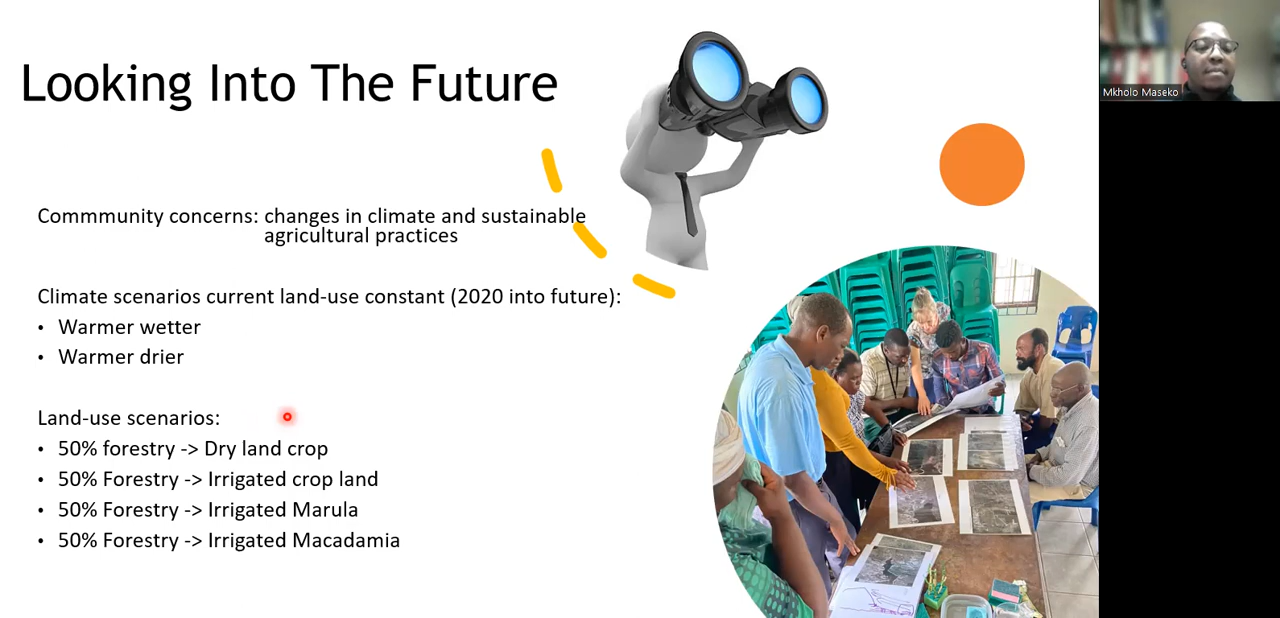 Looking Into The Future
Commmunity concerns: changes in climate and sustainable
agricultural practices
Climate scenarios current land-use constant (2020 into future):
• Warmer wetter
• Warmer drier
Land-use scenarios:
• 50% forestry -> Dry land crop
• 50% Forestry -> Irrigated crop land
• 50% Forestry -> Irrigated Marula
• 50% Forestry -> Irrigated Macadamia
Mkholo Maseko